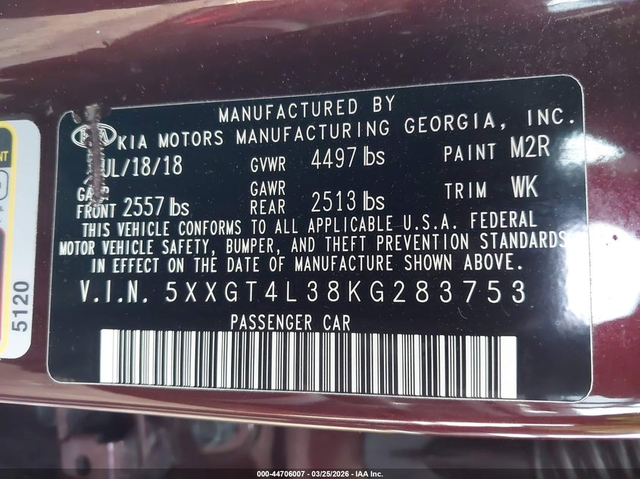 MANUFACTURED BY
KIA KIA MOTORS MANUFACTURING GEORGIA, INC.
UL/18/18 GVWR 4497 lbs PAINT M2R
FRONT 2557 lbs GAWR REAR 2513 lbs TRIM WK
THIS VEHICLE CONFORMS TO ALL APPLICABLE U.S.A. FEDERAL
MOTOR VEHICLE SAFETY, BUMPER, AND THEFT PREVENTION STANDARDS
IN EFFECT ON THE DATE OF MANUFACTURE SHOWN ABOVE.
V.I.N. 5XXGT4L38KG283753
PASSENGER CAR
5120
000-44706007 - 03/25/2026 - IAA Inc.